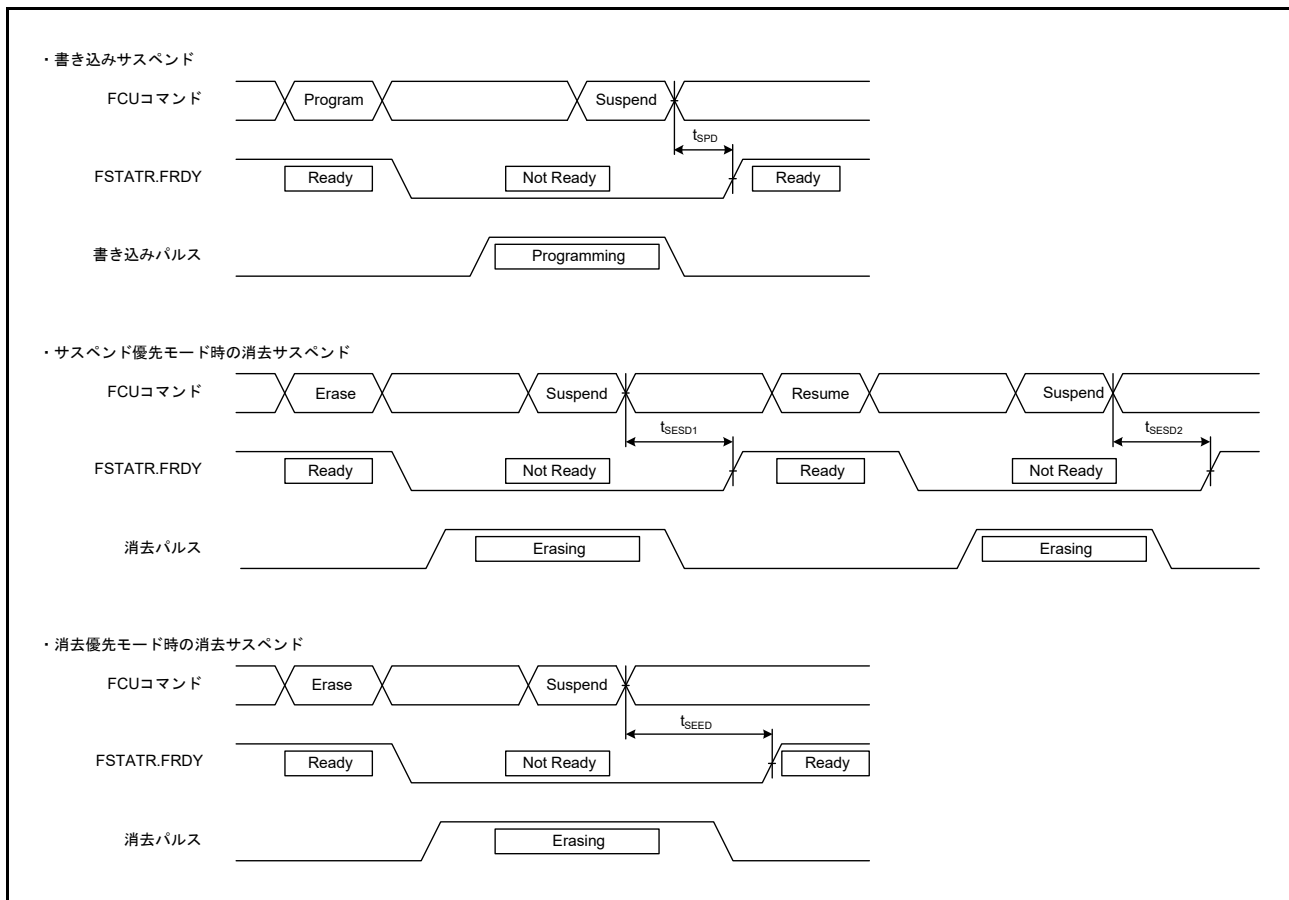 ・書き込みサスペンド
FCUコマンド Program Suspend
tSPD
FSTATR.FRDY Ready Not Ready Ready
書き込みパルス Programming
・サスペンド優先モード時の消去サスペンド
FCUコマンド Erase Suspend Resume Suspend
tSESD1 tSESD2
FSTATR.FRDY Ready Not Ready Ready Not Ready
消去パルス Erasing Erasing
・消去優先モード時の消去サスペンド
FCUコマンド Erase Suspend
tSEED
FSTATR.FRDY Ready Not Ready Ready
消去パルス Erasing